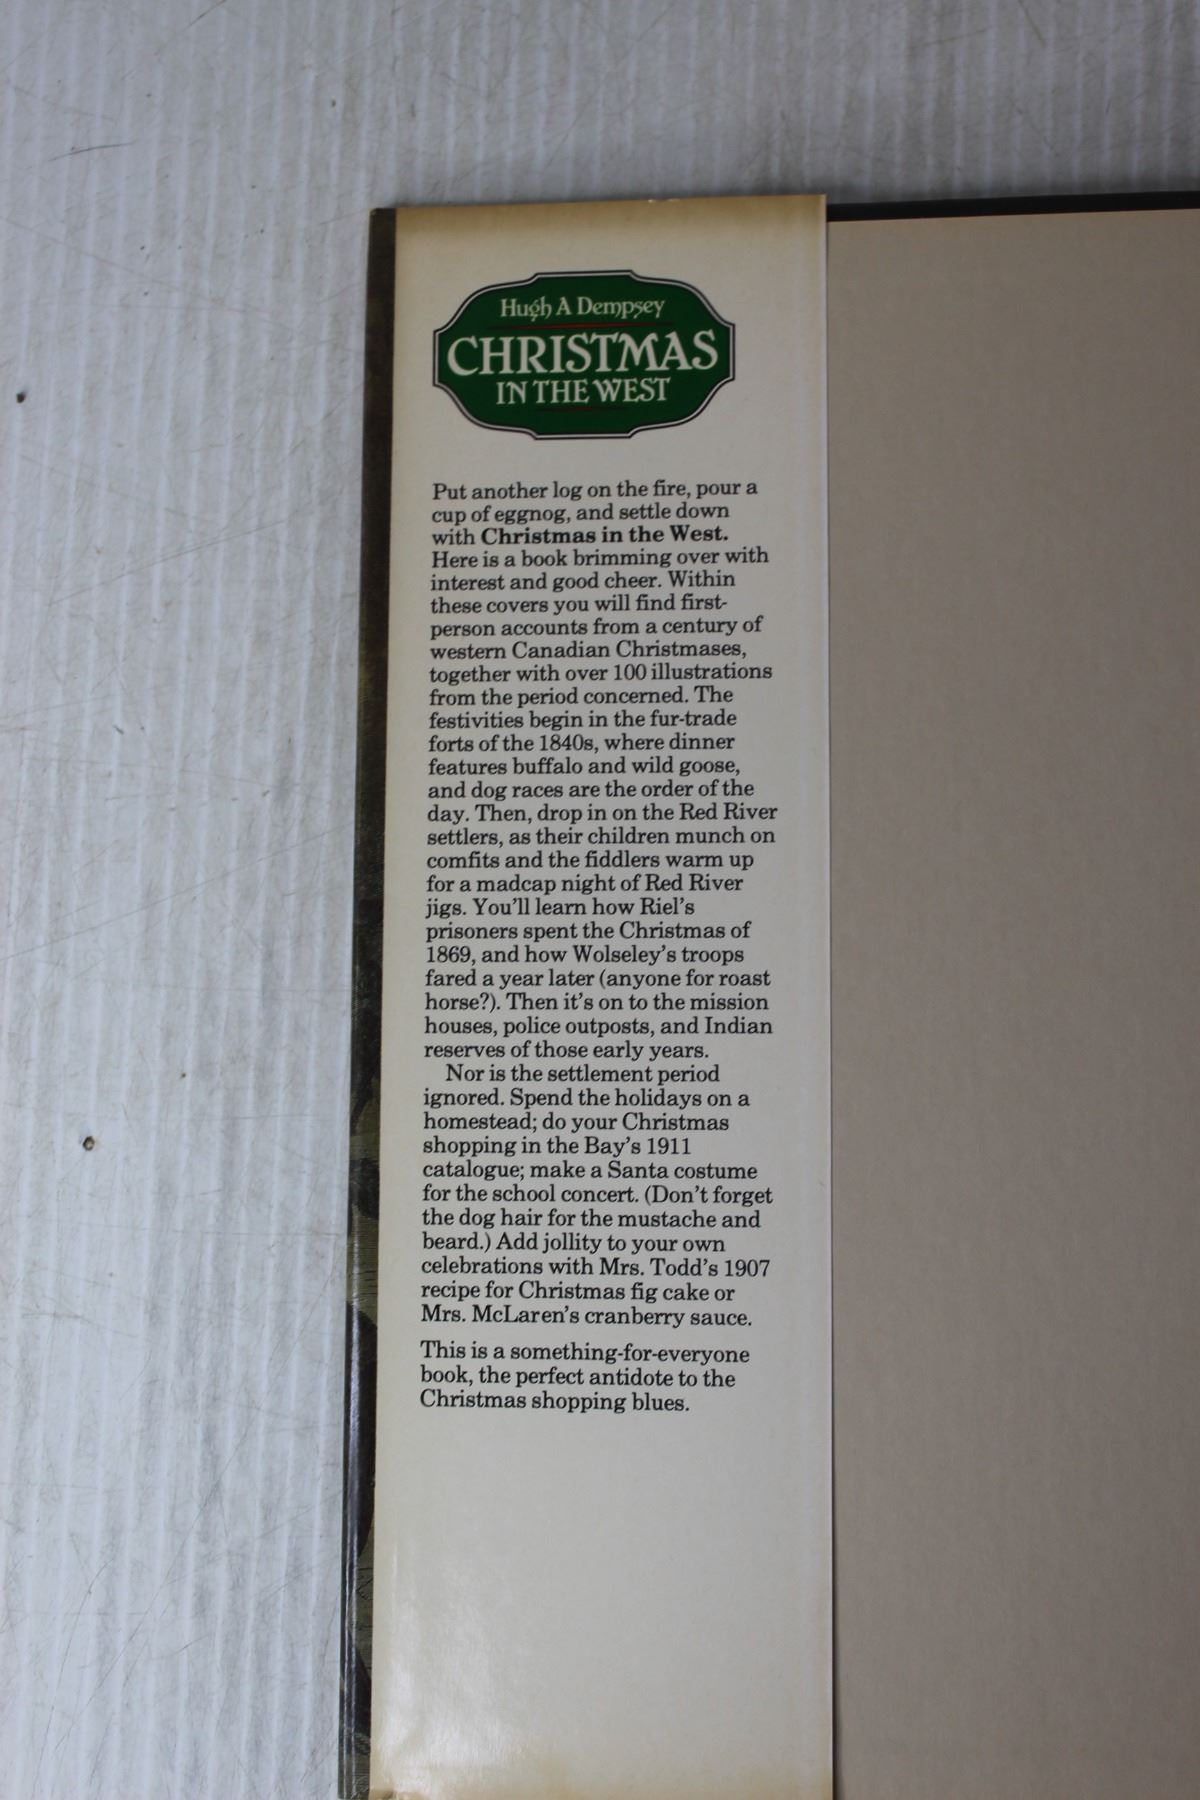 Hugh A Dempsey
CHRISTMAS
IN THE WEST
Put another log on the fire, pour a
cup of eggnog, and settle down
with Christmas in the West.
Here is a book brimming over with
interest and good cheer. Within
these covers you will find first-
person accounts from a century of
western Canadian Christmases,
together with over 100 illustrations
from the period concerned. The
festivities begin in the fur-trade
forts of the 1840s, where dinner
features buffalo and wild goose,
and dog races are the order of the
day. Then, drop in on the Red River
settlers, as their children munch on
comfits and the fiddlers warm up
for a madcap night of Red River
jigs. You'll learn how Riel's
prisoners spent the Christmas of
1869, and how Wolseley's troops
fared a year later (anyone for roast
horse?). Then it's on to the mission
houses, police outposts, and Indian
reserves of those early years.
Nor is the settlement period
ignored. Spend the holidays on a
homestead; do your Christmas
shopping in the Bay's 1911
catalogue; make a Santa costume
for the school concert. (Don't forget
the dog hair for the mustache and
beard.) Add jollity to your own
celebrations with Mrs. Todd's 1907
recipe for Christmas fig cake or
Mrs. McLaren's cranberry sauce.
This is a something-for-everyone
book, the perfect antidote to the
Christmas shopping blues.